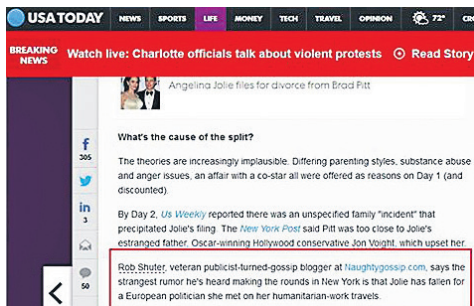 USA TODAY NEWS SPORTS LIFE MONEY TECH TRAVEL OPINION 72° CRO
BREAKING NEWS Watch live: Charlotte officials talk about violent protests Read Story
Angelina Jolie files for divorce from Brad Pitt
What's the cause of the split?
305
The theories are increasingly implausible. Differing parenting styles, substance abuse
and anger issues, an affair with a co-star all were offered as reasons on Day 1 (and
discounted).
3
By Day 2, Us Weekly reported there was an unspecified family "incident" that
precipitated Jolie's filing. The New York Post said Pitt was too close to Jolie's
estranged father, Oscar-winning Hollywood conservative Jon Voight, which upset her.
50
Rob Shuter, veteran publicist-turned-gossip blogger at Naughtygossip.com, says the
strangest rumor he's heard making the rounds in New York is that Jolie has fallen for
a European politician she met on her humanitarian-work travels.